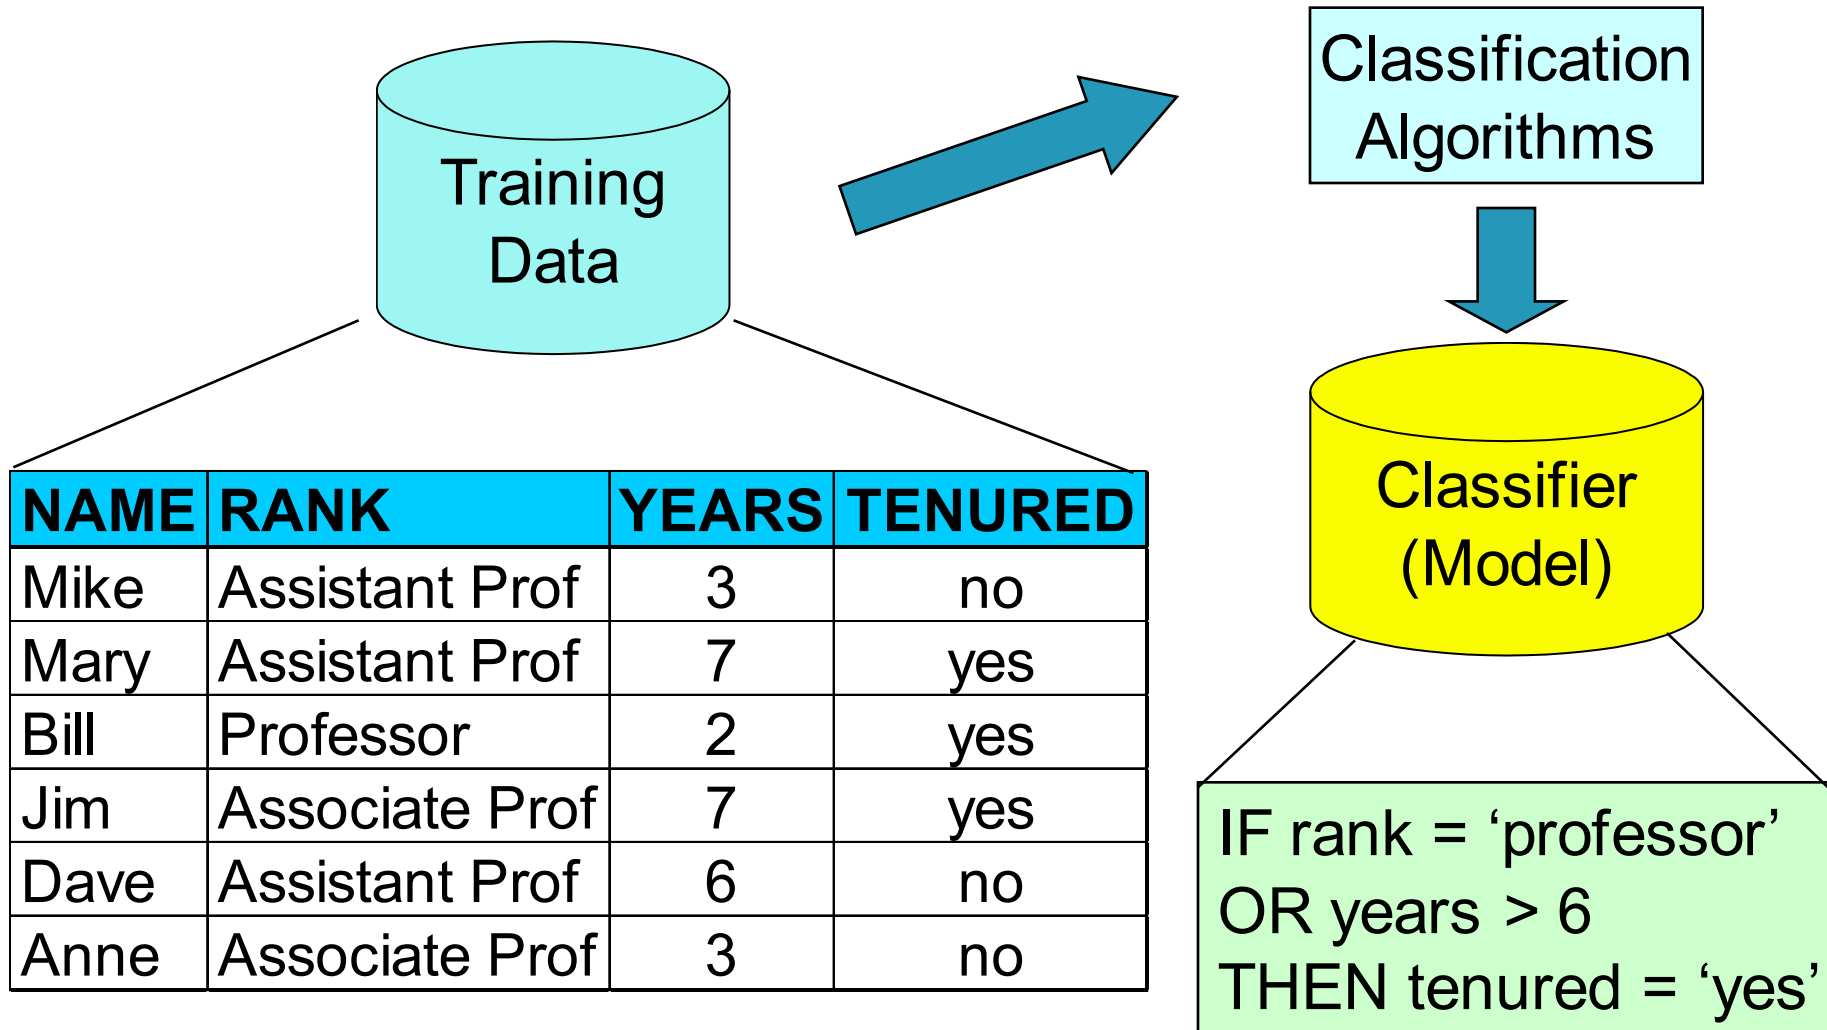 Training
Data
Classification
Algorithms
NAME RANK YEARS TENURED
Mike Assistant Prof 3 no
Mary Assistant Prof 7 yes
Bill Professor 2 yes
Jim Associate Prof 7 yes
Dave Assistant Prof 6 no
Anne Associate Prof 3 no
Classifier
(Model)
IF rank = ‘professor’
OR years > 6
THEN tenured = ‘yes’